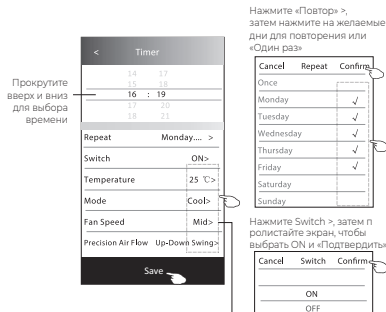 Нажмите «Повтор» >,
затем нажмите на желаемые
дни для повторения или
«Один раз»
Прокрутите
вверх и вниз
для выбора
времени
< Timer
14 17
15 18
16 : 19
17 20
18 21
Repeat Monday.... >
Switch ON>
Temperature 25 ℃>
Mode Cool>
Fan Speed Mid>
Precision Air Flow Up-Down Swing>
Save
Cancel Repeat Confirm
Once
Monday √
Tuesday √
Wednesday √
Thursday √
Friday √
Saturday
Sunday
Нажмите Switch >, затем п
ролистайте экран, чтобы
выбрать ON и «Подтвердить»
Cancel Switch Confirm
ON
OFF